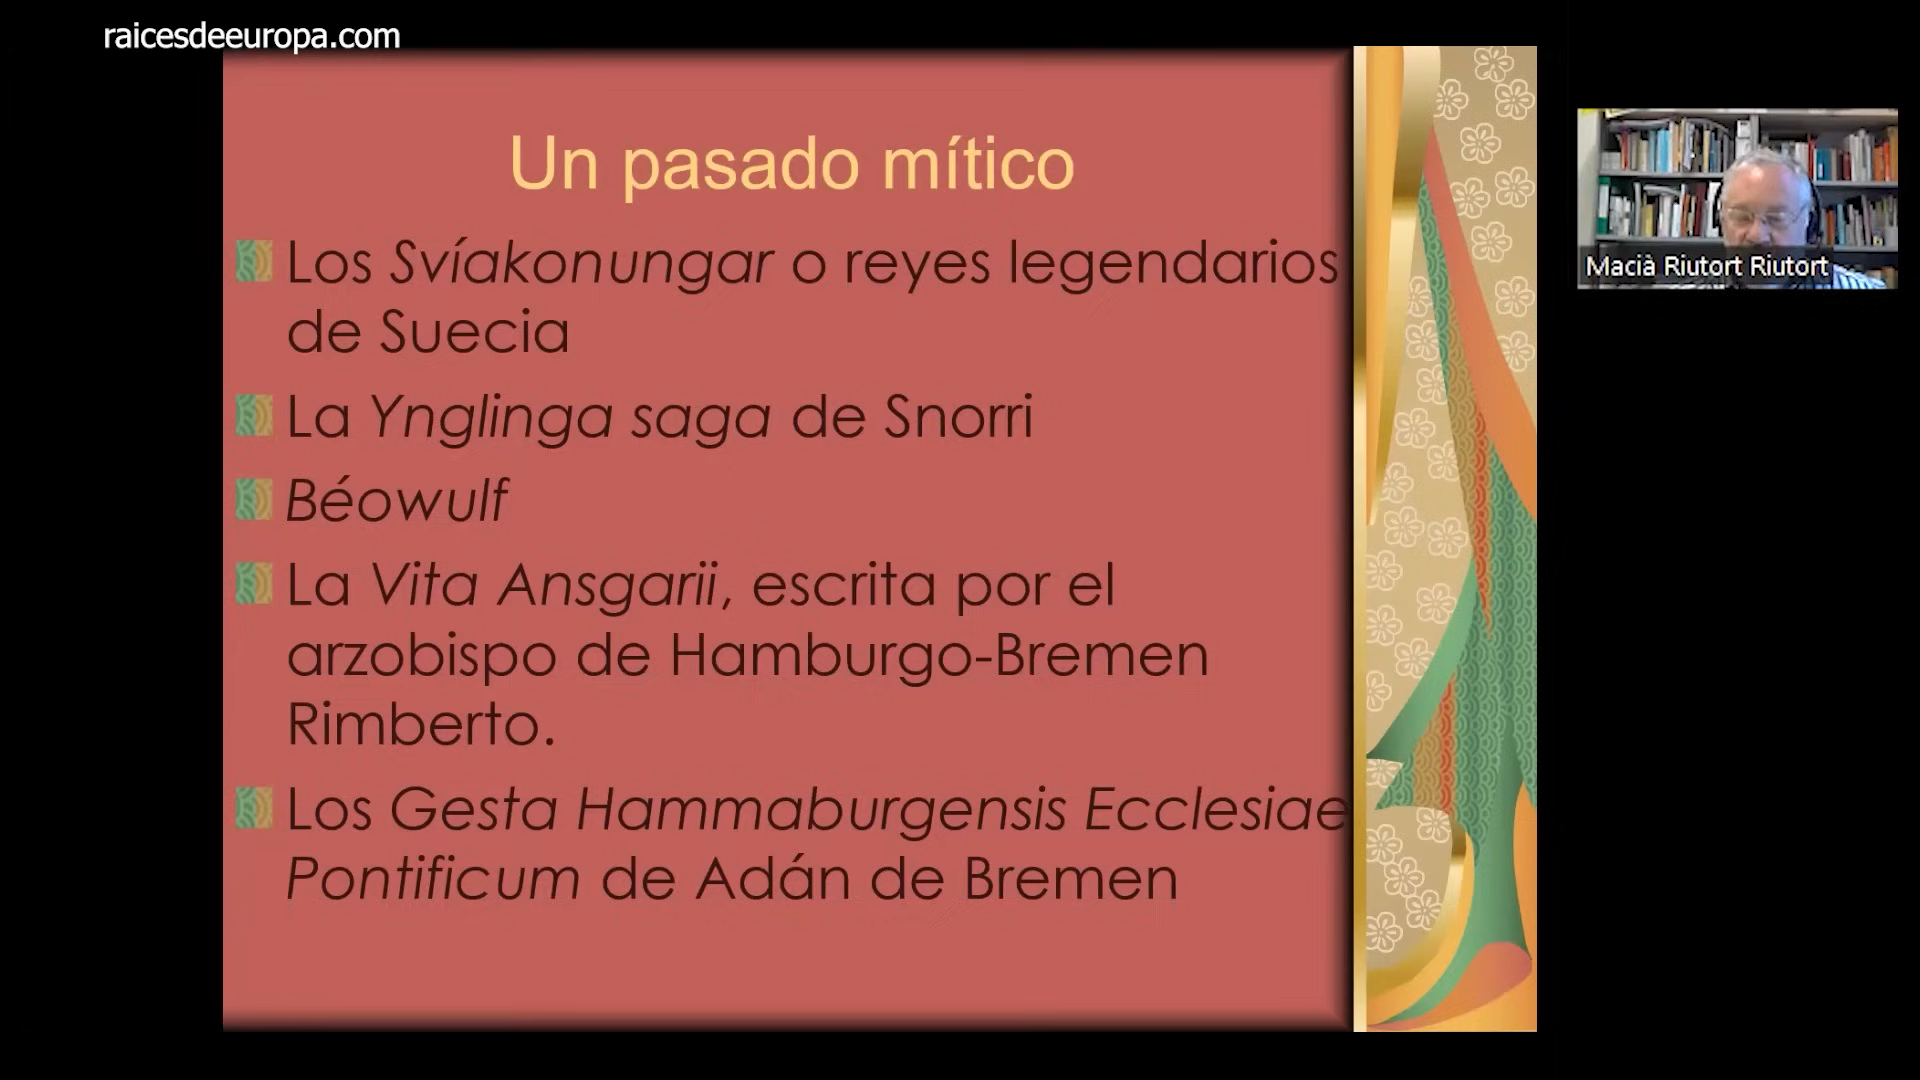 raicesdeeuropa.com
Un pasado mítico
Los Svíakonungar o reyes legendarios
de Suecia
La Ynglinga saga de Snorri
Béowulf
La Vita Ansgarii, escrita por el
arzobispo de Hamburgo-Bremen
Rimberto.
Los Gesta Hammaburgensis Ecclesiae
Pontificum de Adán de Bremen
Macià Riutort Riutort